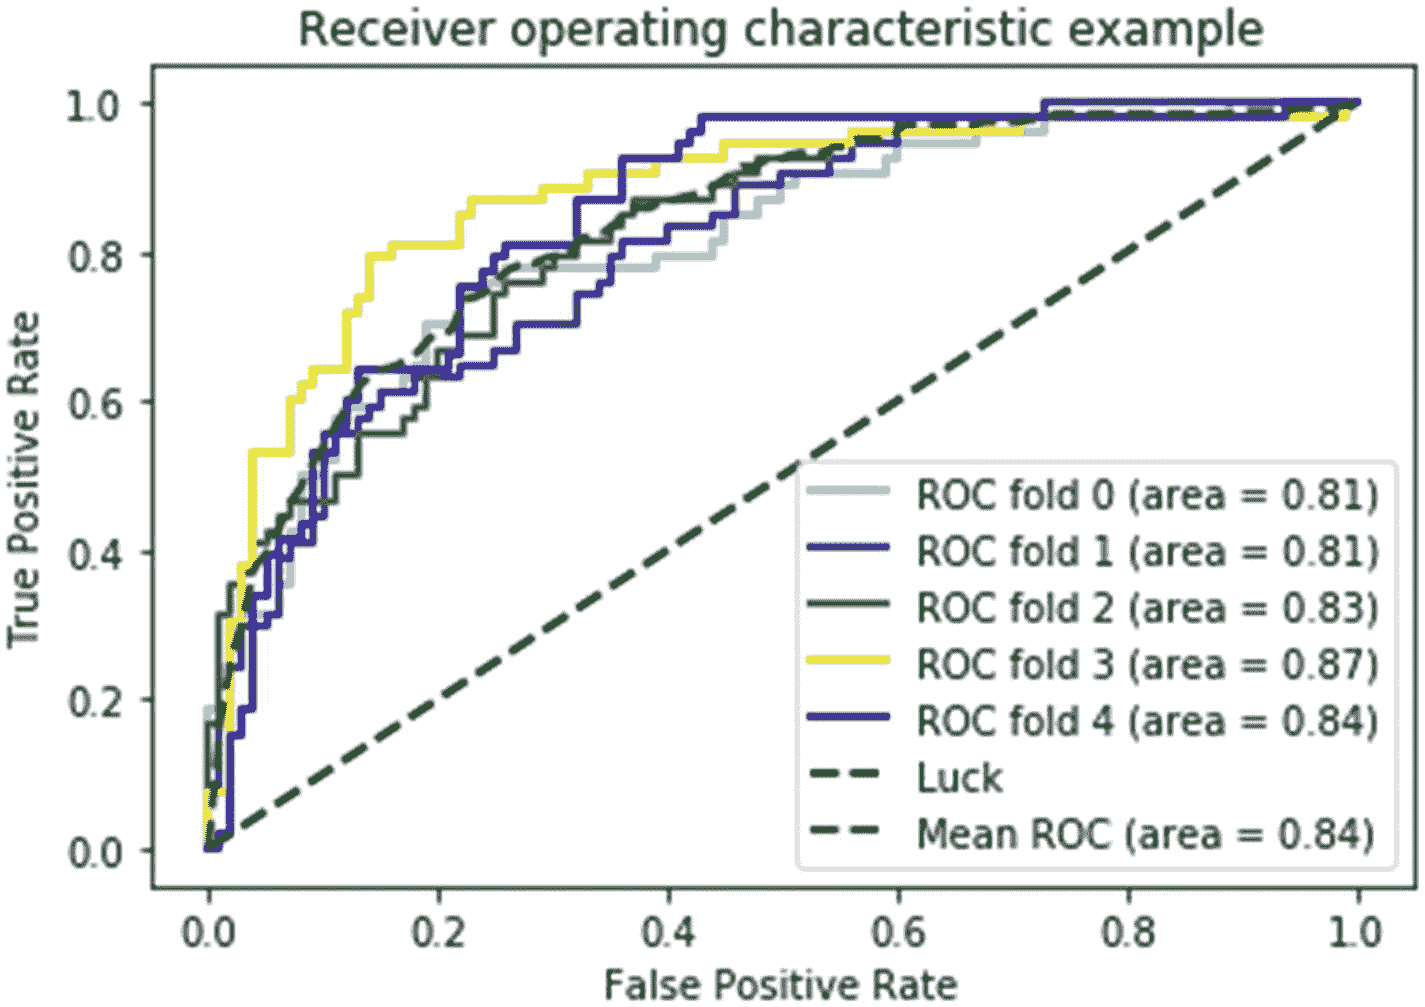 Receiver operating characteristic example
True Positive Rate
1.0
0.8
0.6
0.4
0.2
0.0
ROC fold 0 (area = 0.81)
ROC fold 1 (area = 0.81)
ROC fold 2 (area = 0.83)
ROC fold 3 (area = 0.87)
ROC fold 4 (area = 0.84)
Luck
Mean ROC (area = 0.84)
0.0 0.2 0.4 0.6 0.8 1.0
False Positive Rate